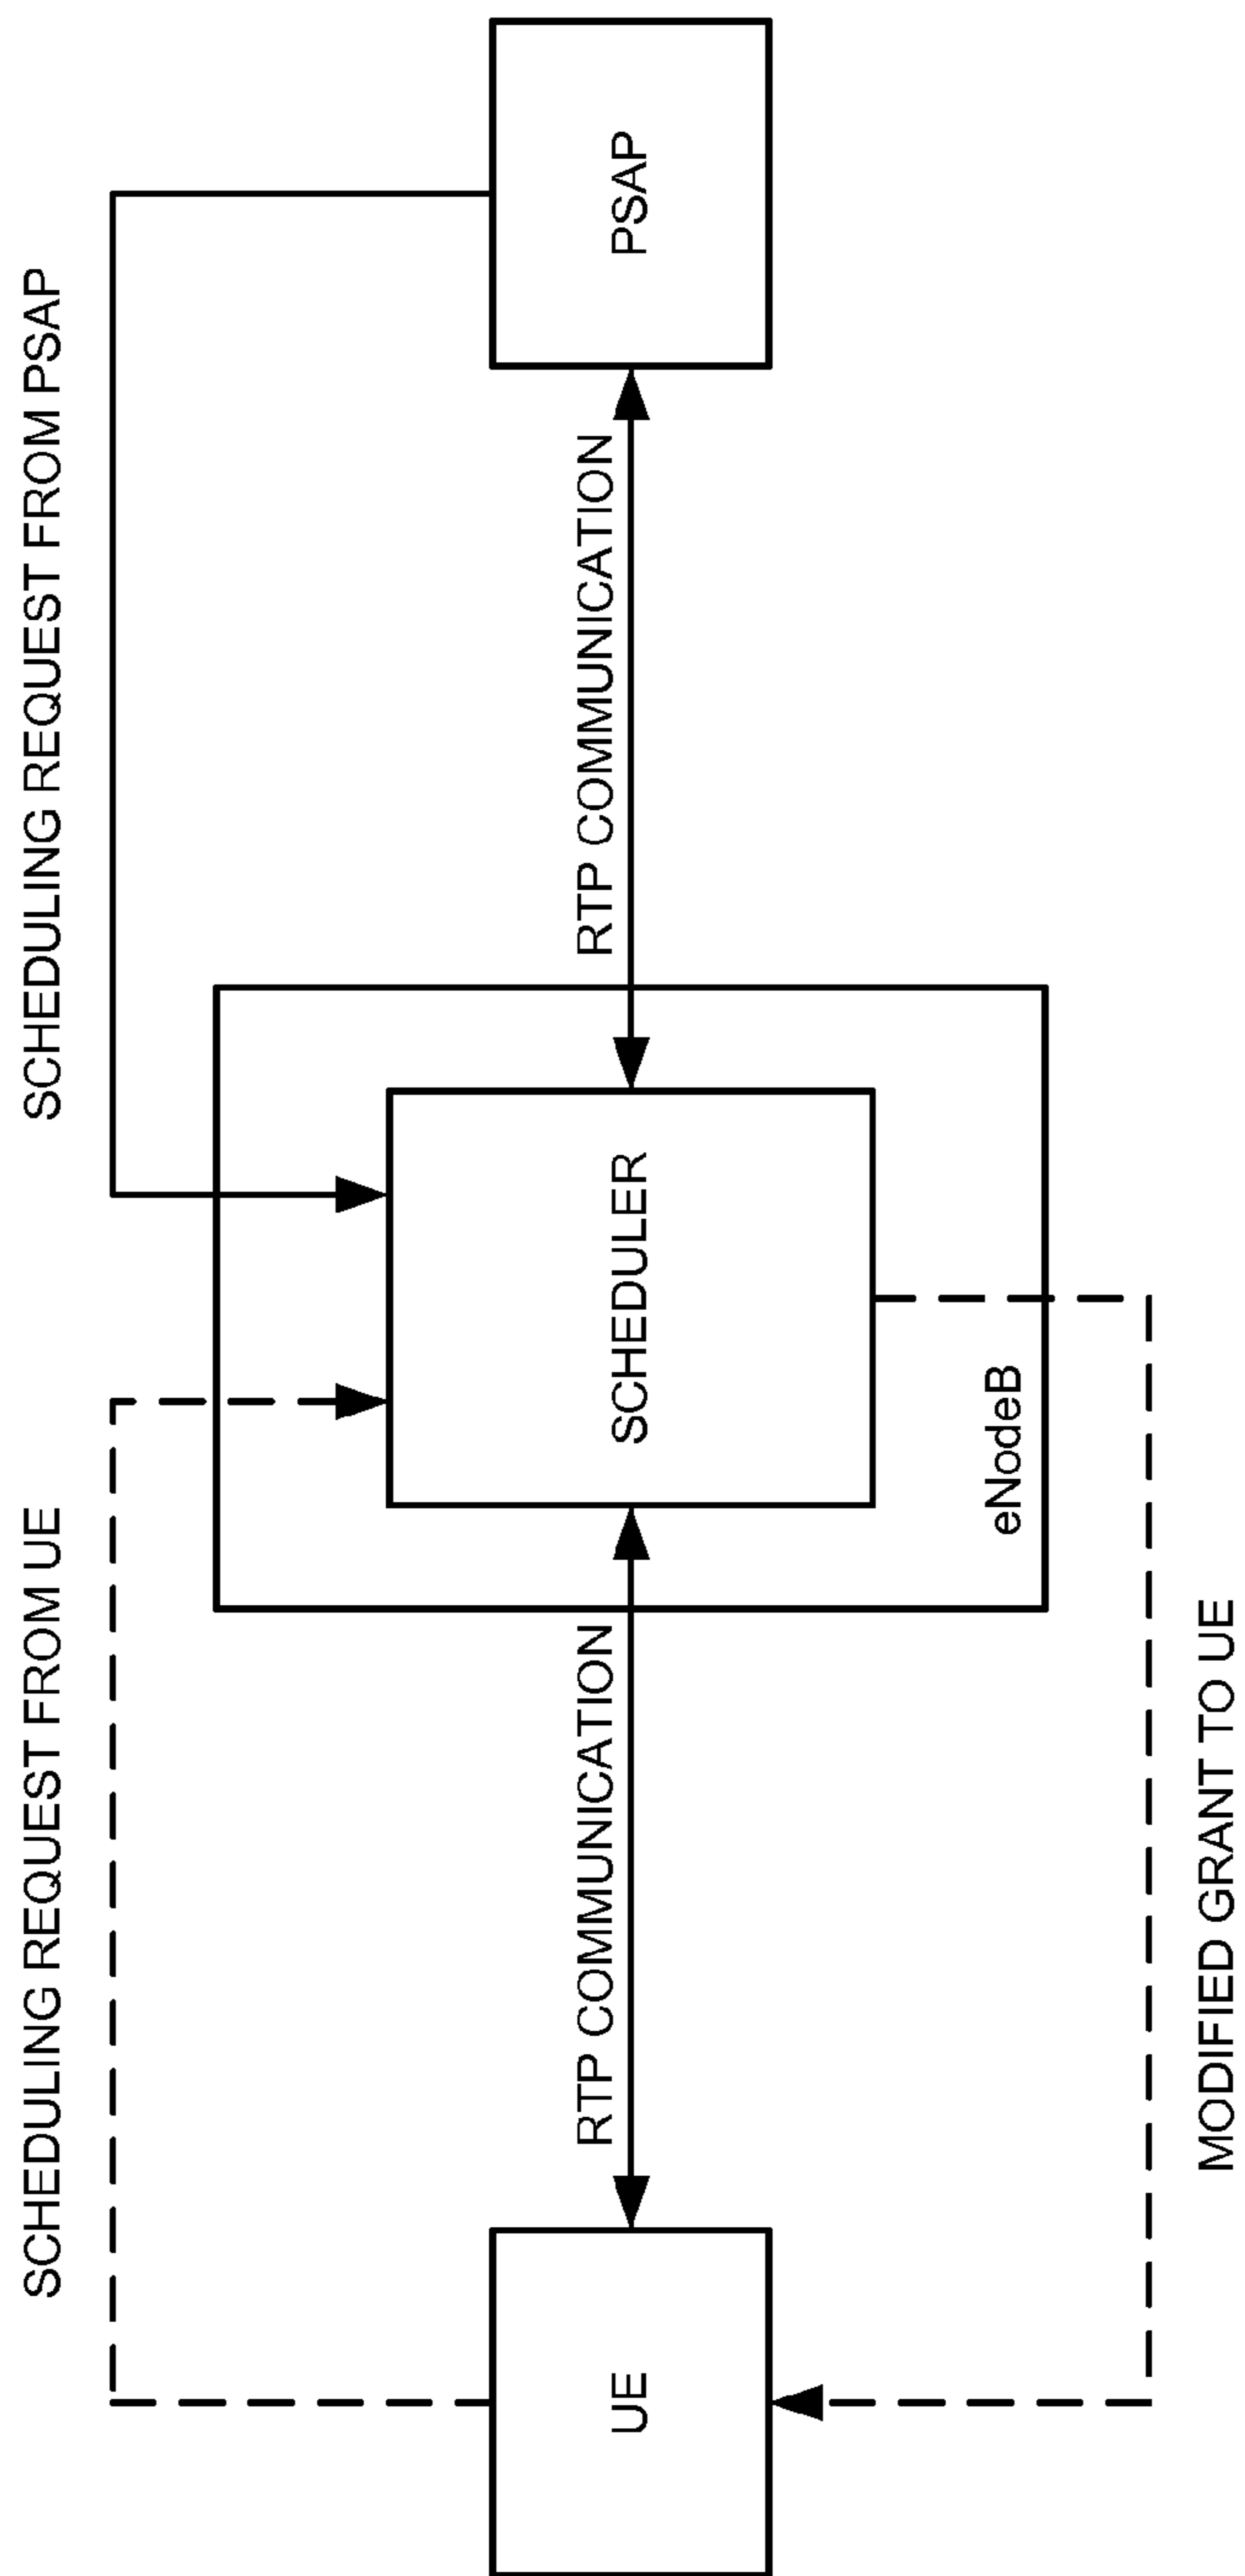 SCHEDULING REQUEST FROM UE
SCHEDULING REQUEST FROM PSAP
UE
RTP COMMUNICATION
SCHEDULER
RTP COMMUNICATION
PSAP
eNodeB
MODIFIED GRANT TO UE